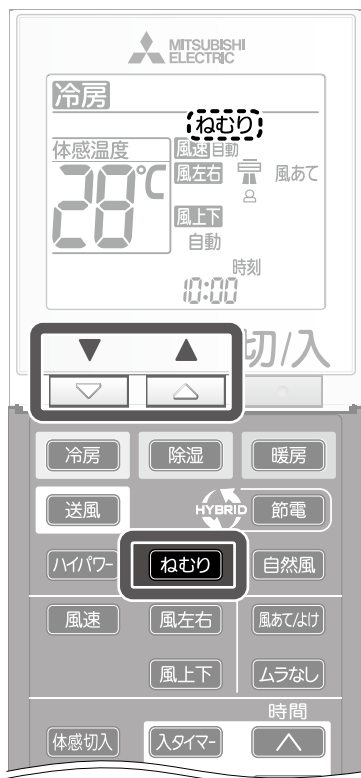 MITSUBISHI
ELECTRIC
冷房
ねむり
体感温度
28℃
風速 自動
風左右 風あて
風上下
自動
時刻
10:00
▼ ▲ 切/入
▽ △
冷房 除湿 暖房
送風 HYBRID 節電
ハイパワー ねむり 自然風
風速 風左右 風あて/よけ
風上下 ムラなし
時間
体感切入 入タイマー ︿